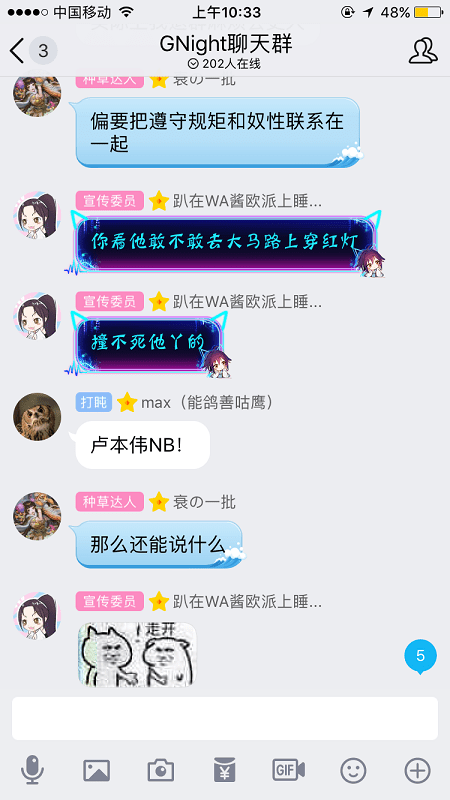 中国移动
上午10:33
48%
3
GNight聊天群
202人在线
种草达人 衰の一批
偏要把遵守规矩和奴性联系在
一起
宣传委员 趴在WA酱欧派上睡...
你看他敢不敢去大马路上穿红灯
宣传委员 趴在WA酱欧派上睡...
撞不死他丫的
打盹 max（能鸽善咕鹰）
卢本伟NB！
种草达人 衰の一批
那么还能说什么
宣传委员 趴在WA酱欧派上睡...
走开
5
¥
GIF